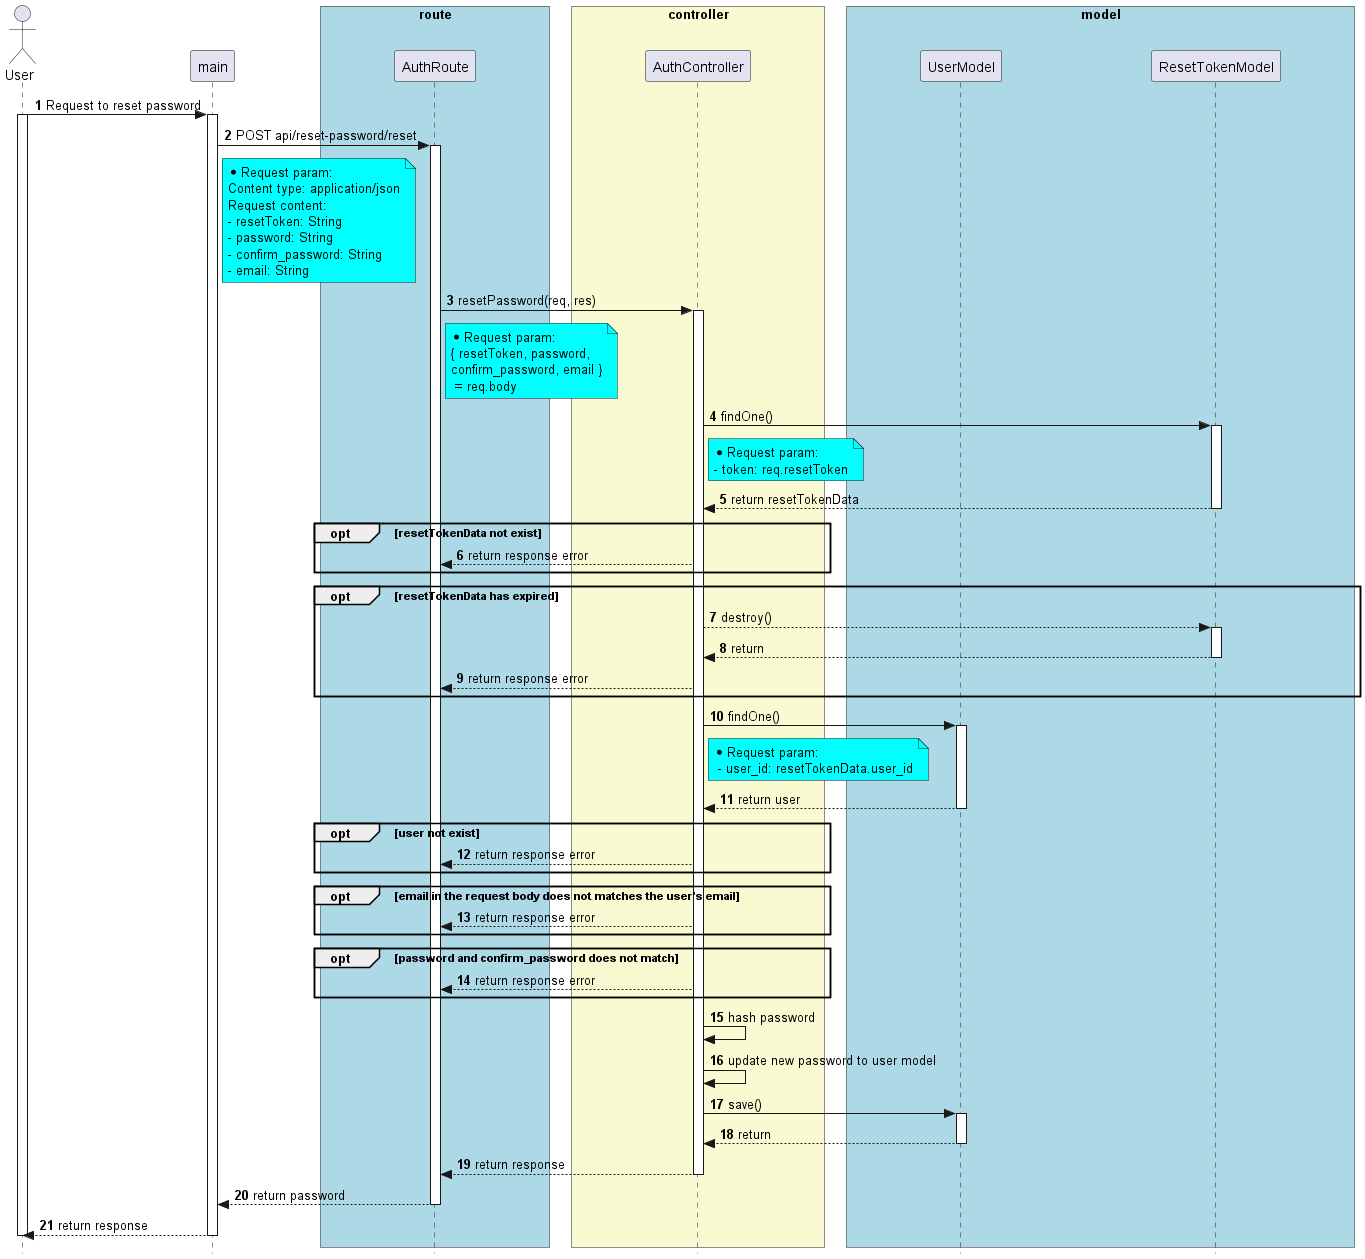 route
controller
model
User
main
AuthRoute
AuthController
UserModel
ResetTokenModel
1 Request to reset password
2 POST api/reset-password/reset
• Request param:
Content type: application/json
Request content:
- resetToken: String
- password: String
- confirm_password: String
- email: String
3 resetPassword(req, res)
• Request param:
{ resetToken, password,
confirm_password, email }
= req.body
4 findOne()
• Request param:
- token: req.resetToken
5 return resetTokenData
opt [resetTokenData not exist]
6 return response error
opt [resetTokenData has expired]
7 destroy()
8 return
9 return response error
10 findOne()
• Request param:
- user_id: resetTokenData.user_id
11 return user
opt [user not exist]
12 return response error
opt [email in the request body does not matches the user's email]
13 return response error
opt [password and confirm_password does not match]
14 return response error
15 hash password
16 update new password to user model
17 save()
18 return
19 return response
20 return password
21 return response